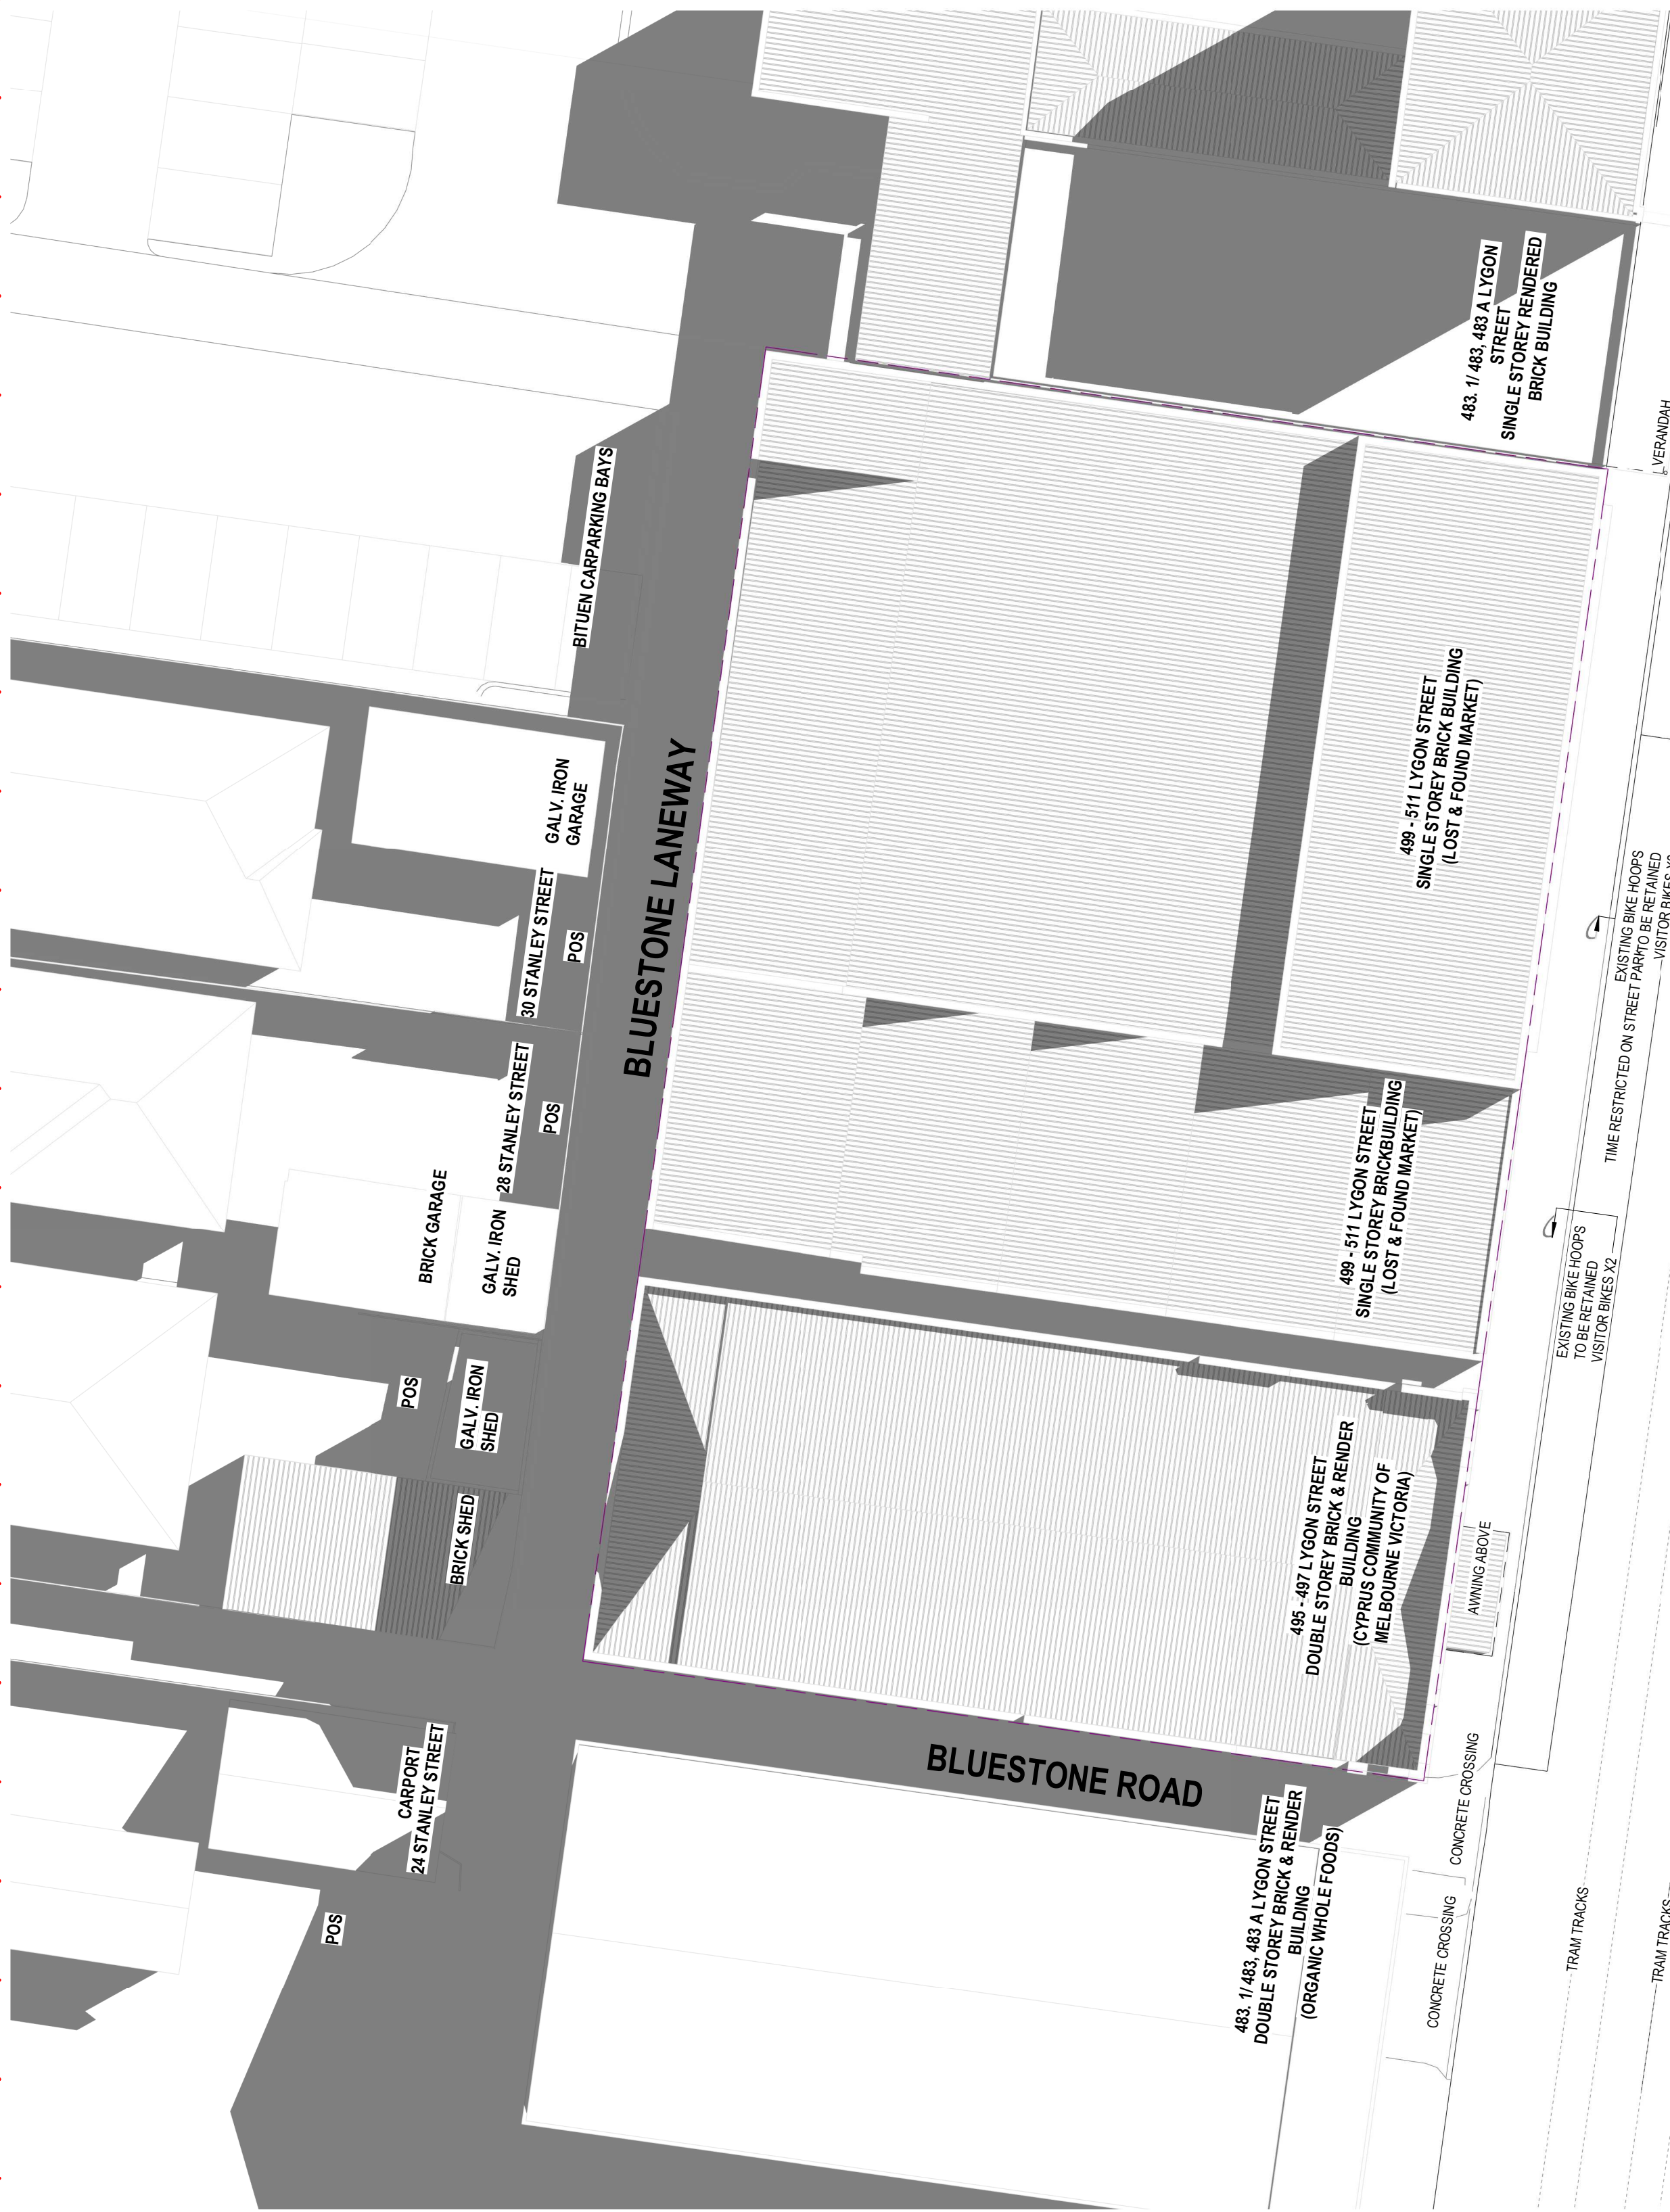 BITUEN CARPARKING BAYS
GALV. IRON
GARAGE
BLUESTONE LANEWAY
30 STANLEY STREET
POS
28 STANLEY STREET
POS
BRICK GARAGE
GALV. IRON
SHED
POS
GALV. IRON
SHED
BRICK SHED
CARPORT
24 STANLEY STREET
POS
BLUESTONE ROAD
483. 1/ 483, 483 A LYGON
STREET
SINGLE STOREY RENDERED
BRICK BUILDING
VERANDAH
499 - 511 LYGON STREET
SINGLE STOREY BRICK BUILDING
(LOST & FOUND MARKET)
499 - 511 LYGON STREET
SINGLE STOREY BRICKBUILDING
(LOST & FOUND MARKET)
495 - 497 LYGON STREET
DOUBLE STOREY BRICK & RENDER
BUILDING
(CYPRUS COMMUNITY OF
MELBOURNE VICTORIA)
AWNING ABOVE
483. 1/ 483, 483 A LYGON STREET
DOUBLE STOREY BRICK & RENDER
BUILDING
(ORGANIC WHOLE FOODS)
EXISTING BIKE HOOPS
TO BE RETAINED
VISITOR BIKES
TIME RESTRICTED ON STREET PARK
EXISTING BIKE HOOPS
TO BE RETAINED
VISITOR BIKES X2
CONCRETE CROSSING
CONCRETE CROSSING
TRAM TRACKS
TRAM TRACKS